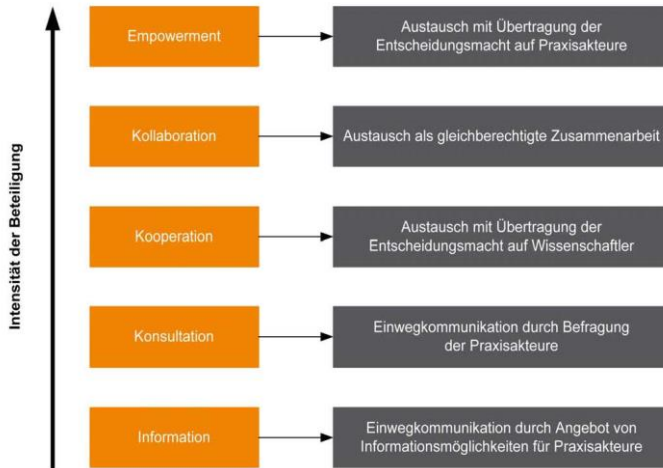 Intensität der Beteiligung
Empowerment
Austausch mit Übertragung der
Entscheidungsmacht auf Praxisakteure
Kollaboration
Austausch als gleichberechtigte Zusammenarbeit
Kooperation
Austausch mit Übertragung der
Entscheidungsmacht auf Wissenschaftler
Konsultation
Einwegkommunikation durch Befragung
der Praxisakteure
Information
Einwegkommunikation durch Angebot von
Informationsmöglichkeiten für Praxisakteure